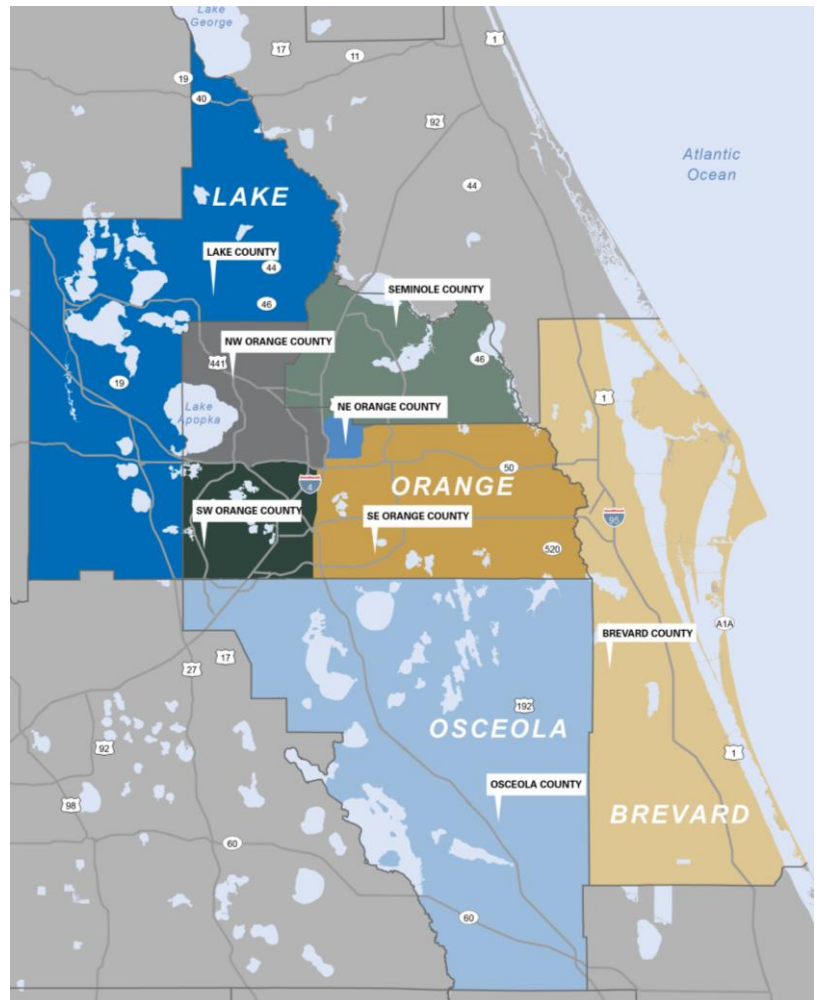 Lake
George
1
17
11
19
40
92
Atlantic
Ocean
44
LAKE
LAKE COUNTY
44
SEMINOLE COUNTY
46
NW ORANGE COUNTY
441
46
19
1
Lake
Apopka
NE ORANGE COUNTY
50
ORANGE
4
SW ORANGE COUNTY
SE ORANGE COUNTY
95
520
A1A
BREVARD COUNTY
17
27
192
OSCEOLA
92
1
OSCEOLA COUNTY
98
BREVARD
60
60